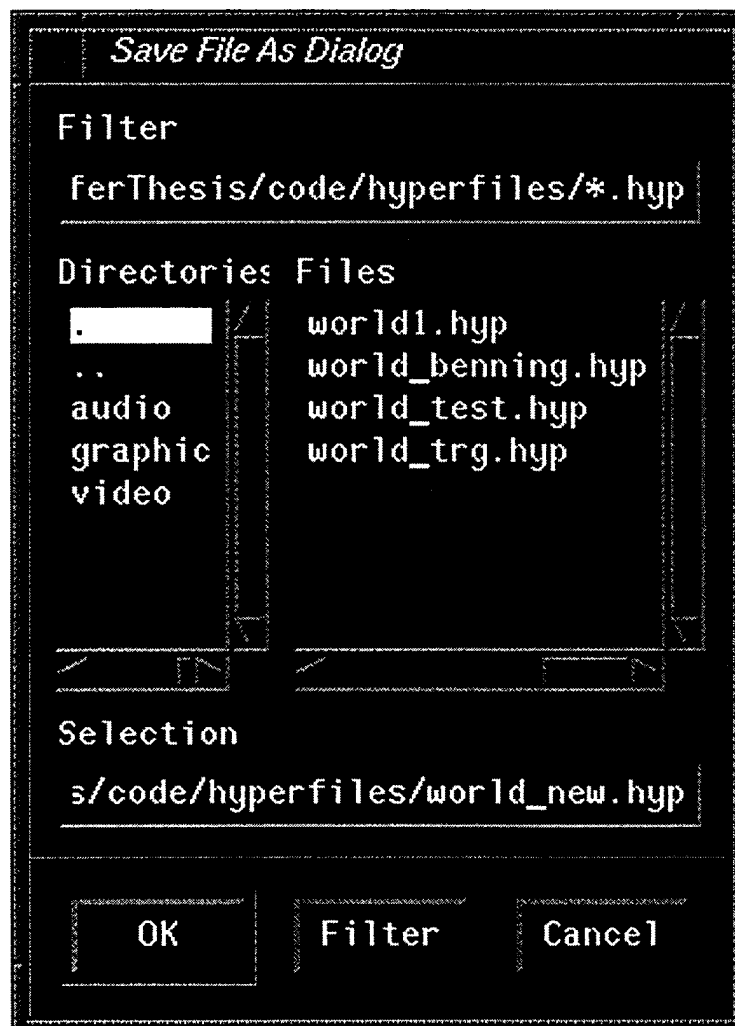 Save File As Dialog
Filter
ferThesis/code/hyperfiles/*.hyp
Directories Files
. world1.hyp
.. world_benning.hyp
audio world_test.hyp
graphic world_trg.hyp
video
Selection
s/code/hyperfiles/world_new.hyp
OK Filter Cancel